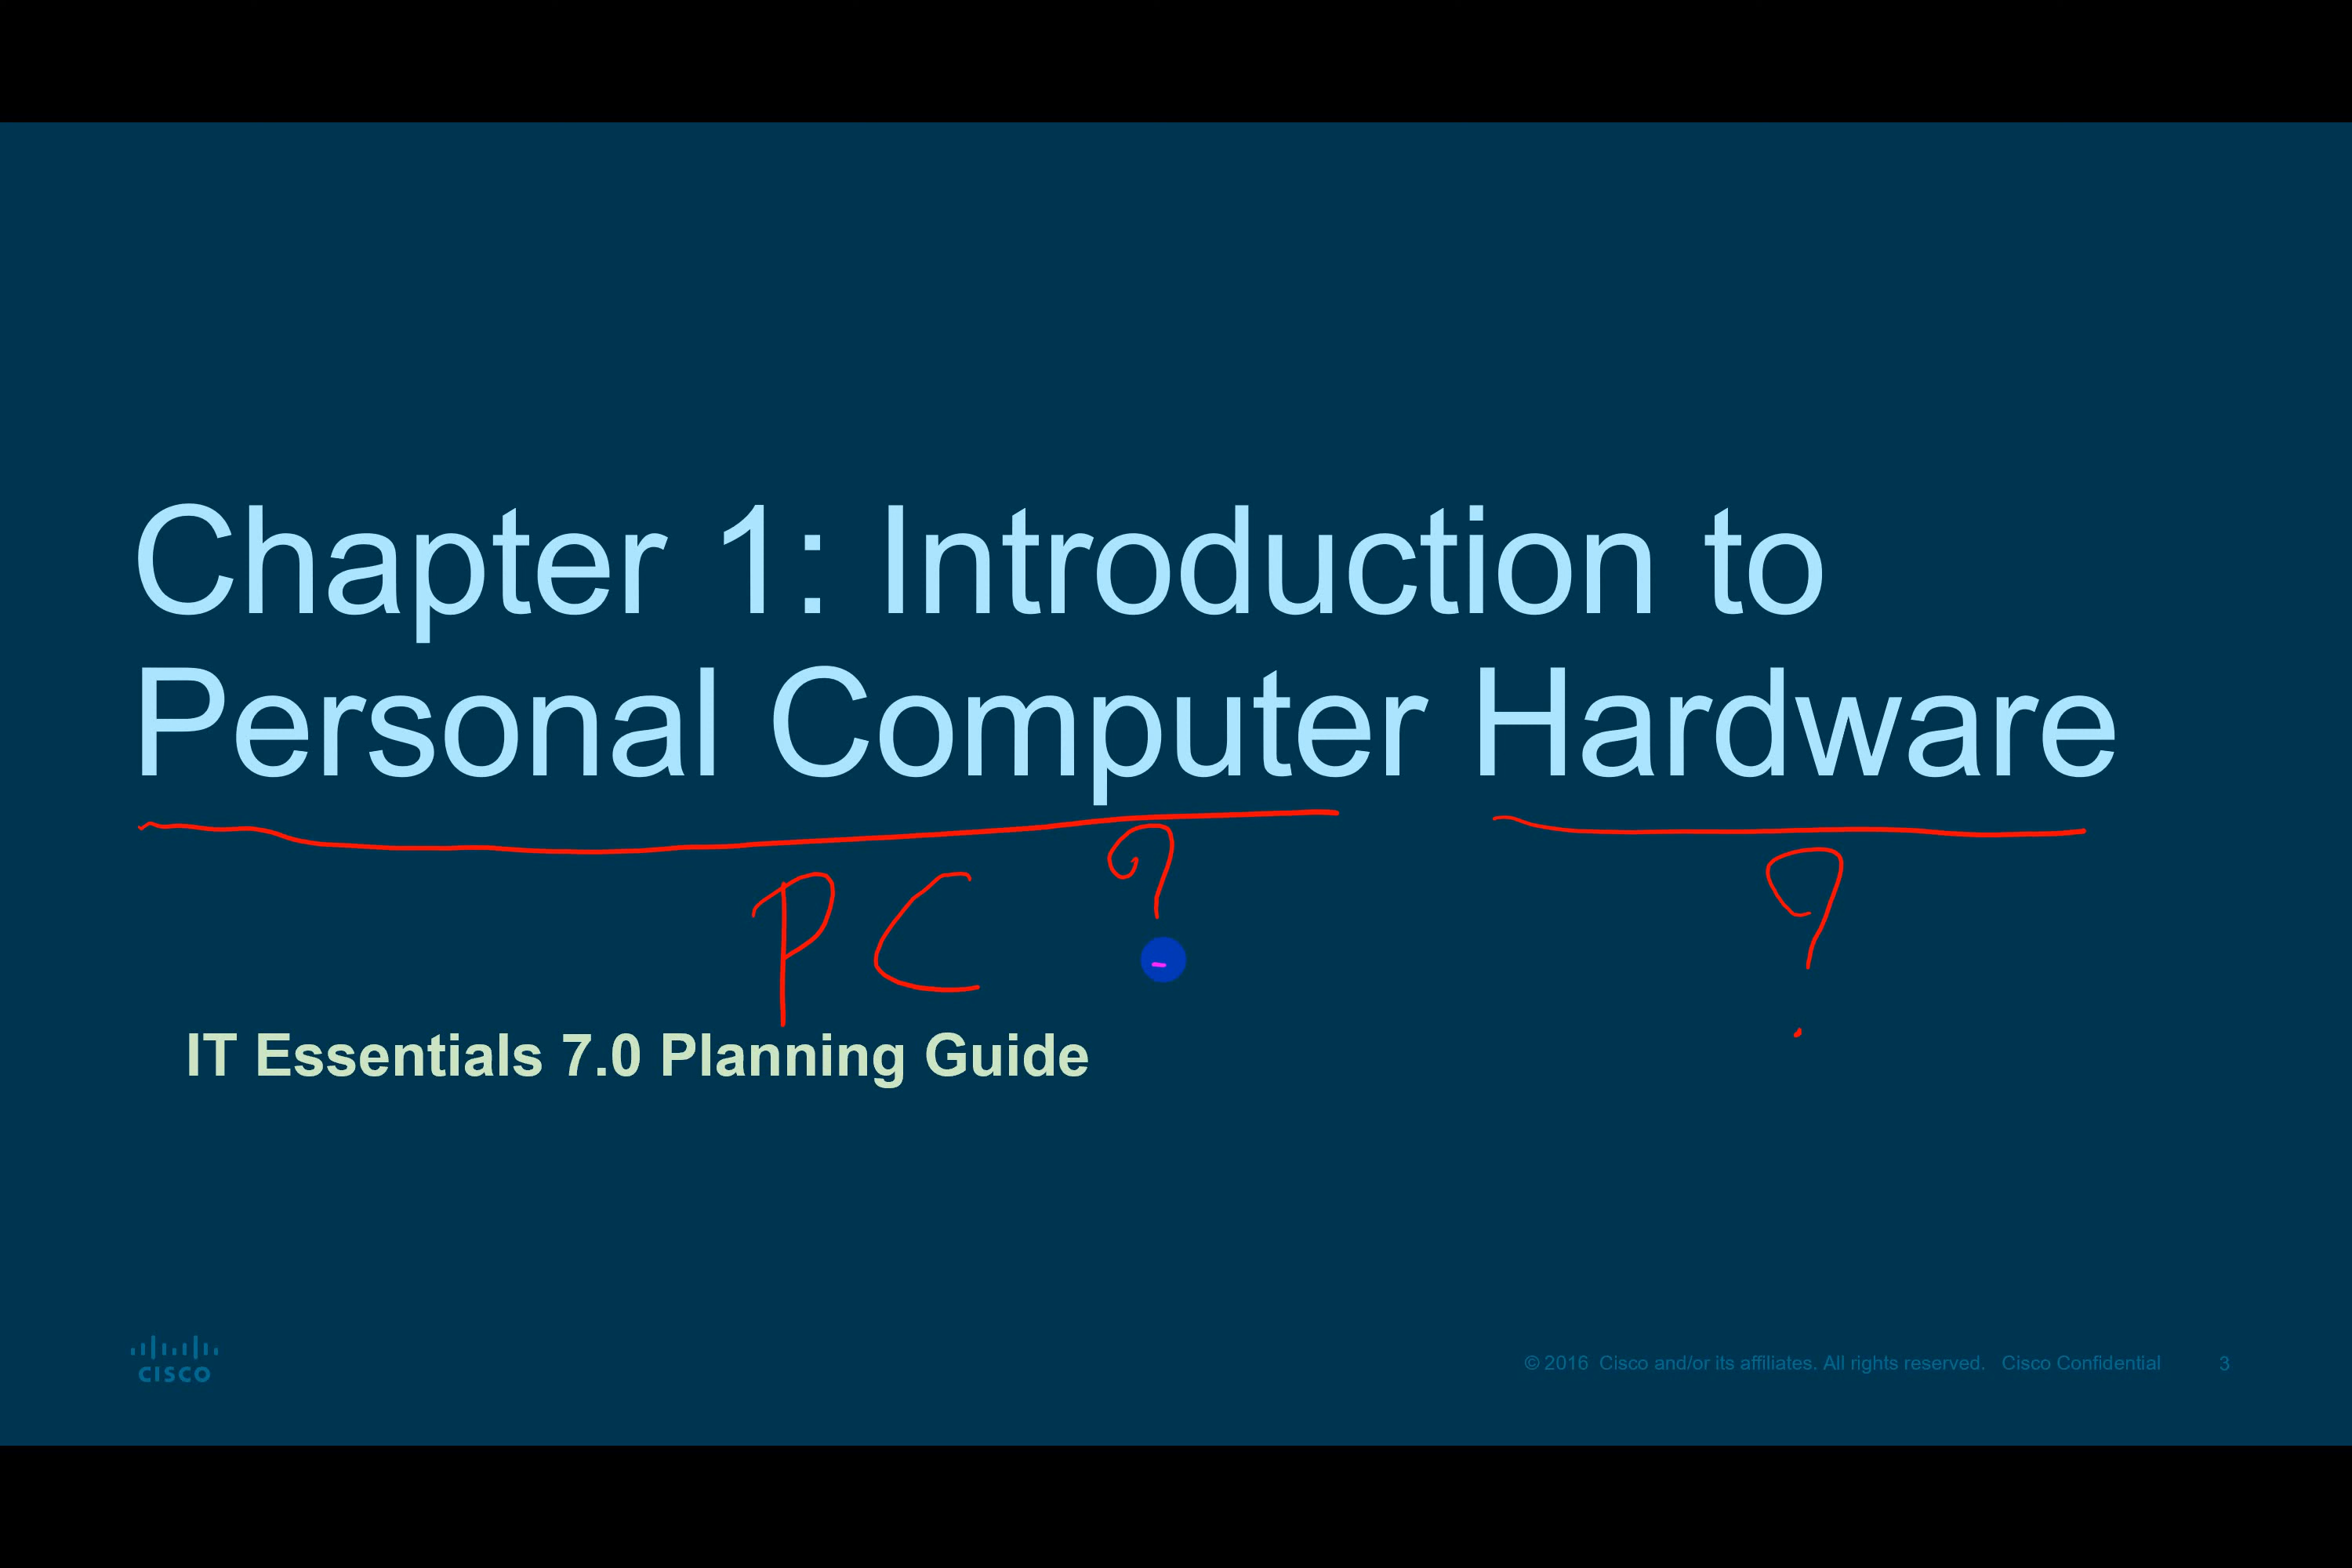 Chapter 1: Introduction to
Personal Computer Hardware
PC ?
?
IT Essentials 7.0 Planning Guide
CISCO
© 2016 Cisco and/or its affiliates. All rights reserved. Cisco Confidential 3